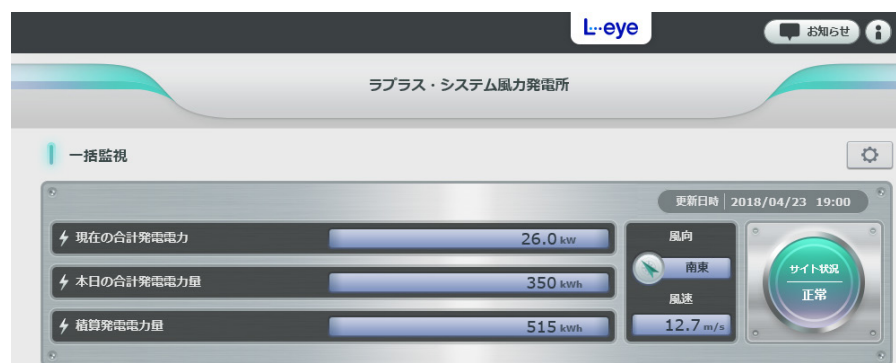 L・・eye
お知らせ
ラプラス・システム風力発電所
一括監視
更新日時 2018/04/23 19:00
現在の合計発電電力 26.0 kW
風向
南東
本日の合計発電電力量 350 kWh
風速
12.7 m/s
積算発電電力量 515 kWh
サイト状況
正常